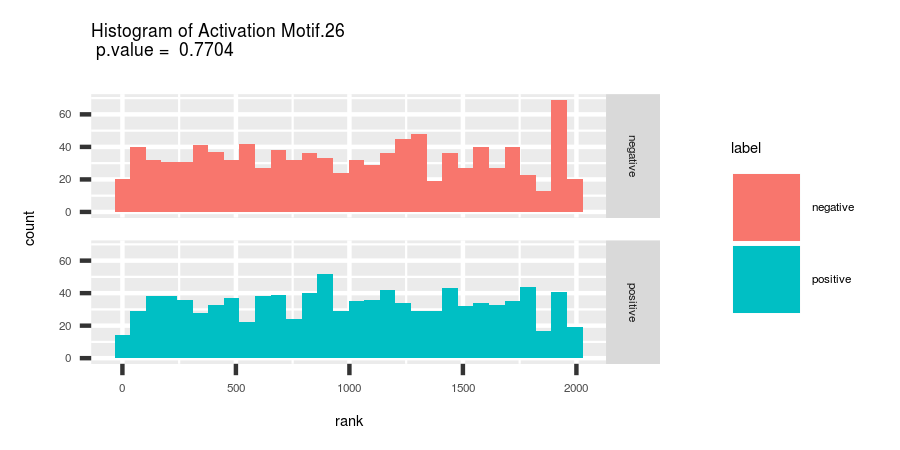 Histogram of Activation Motif.26
p.value =  0.7704
count
60
40
20
0
negative
60
40
20
0
positive
0 500 1000 1500 2000
rank
label
negative
positive